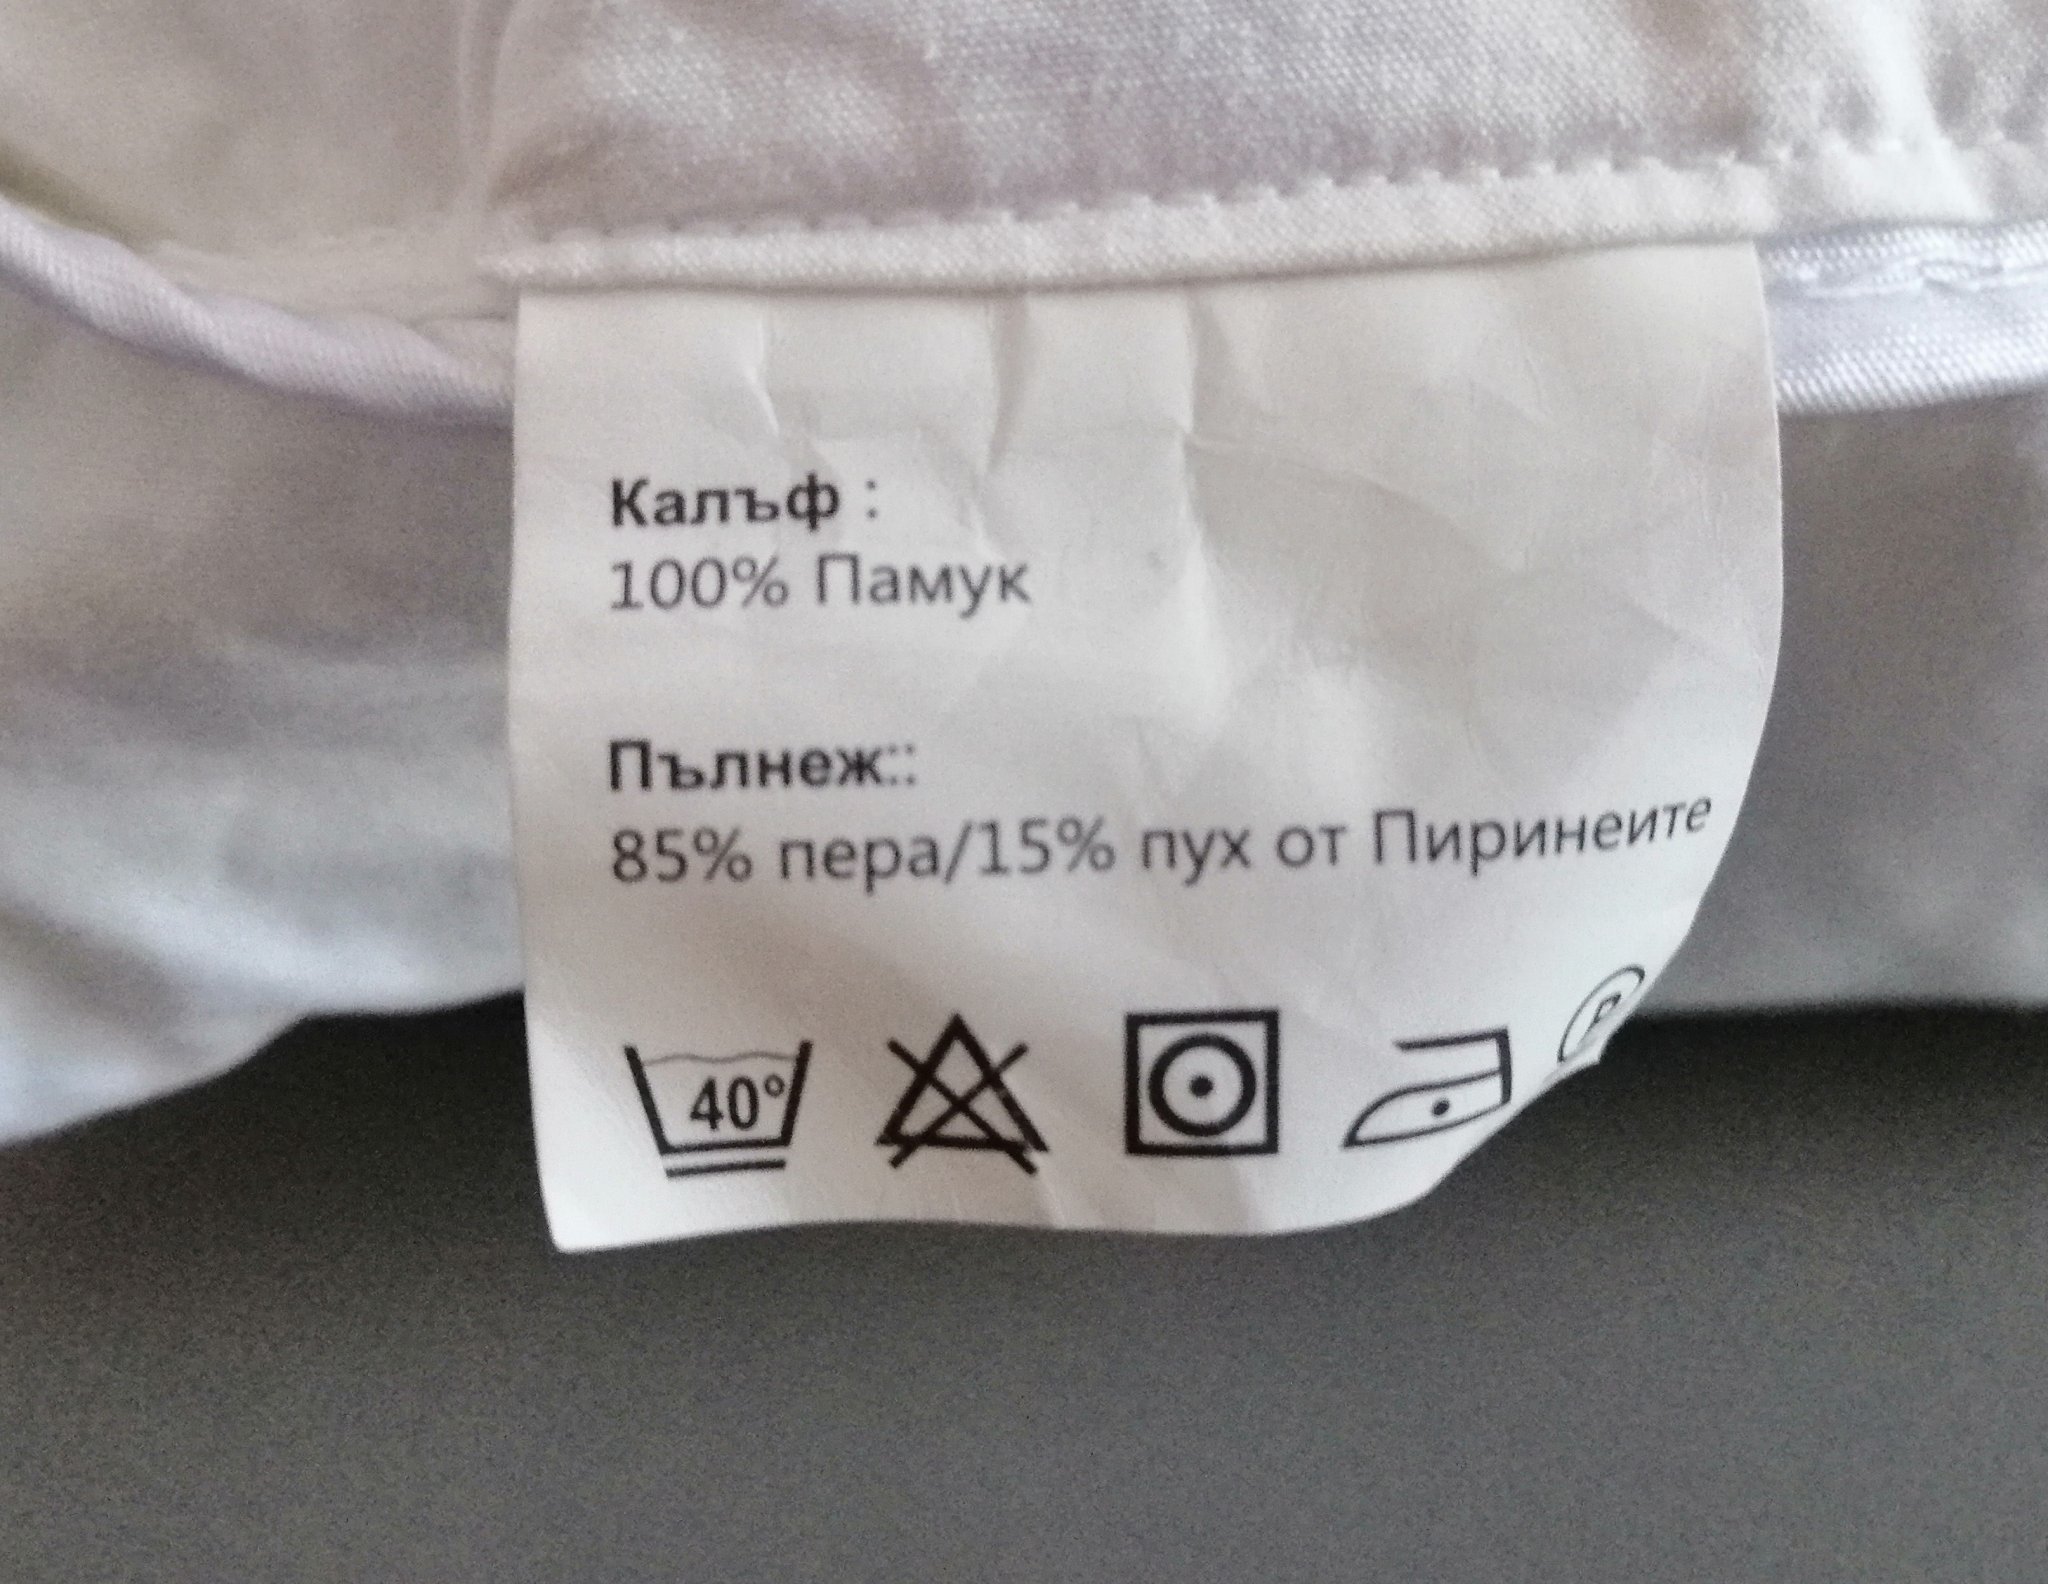 Калъф :
100% Памук
Пълнеж::
85% пера/15% пух от Пиринеите
40°
P